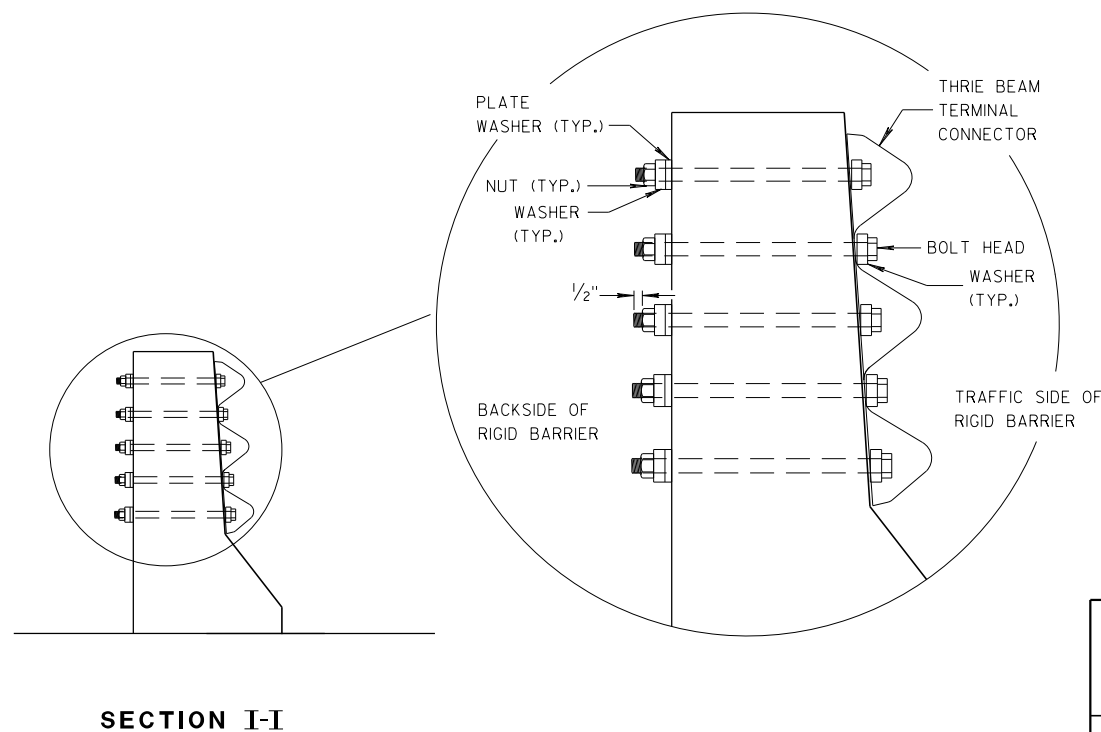 PLATE
WASHER (TYP.)
THRIE BEAM
TERMINAL
CONNECTOR
NUT (TYP.)
WASHER
(TYP.)
BOLT HEAD
WASHER
(TYP.)
1/2"
BACKSIDE OF
RIGID BARRIER
TRAFFIC SIDE OF
RIGID BARRIER
SECTION I-I